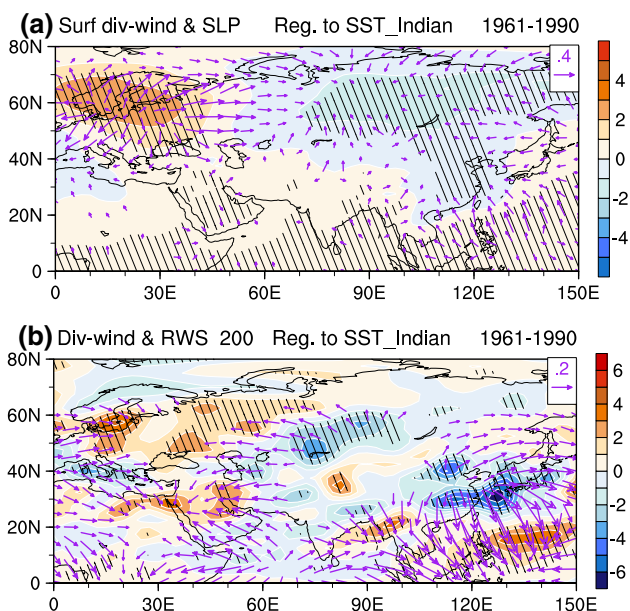 (a) Surf div-wind & SLP Reg. to SST_Indian 1961-1990
80N
.4
60N
40N
20N
0
0 30E 60E 90E 120E 150E
4
2
0
-2
-4
(b) Div-wind & RWS 200 Reg. to SST_Indian 1961-1990
80N
.2
60N
40N
20N
0
0 30E 60E 90E 120E 150E
6
4
2
0
-2
-4
-6